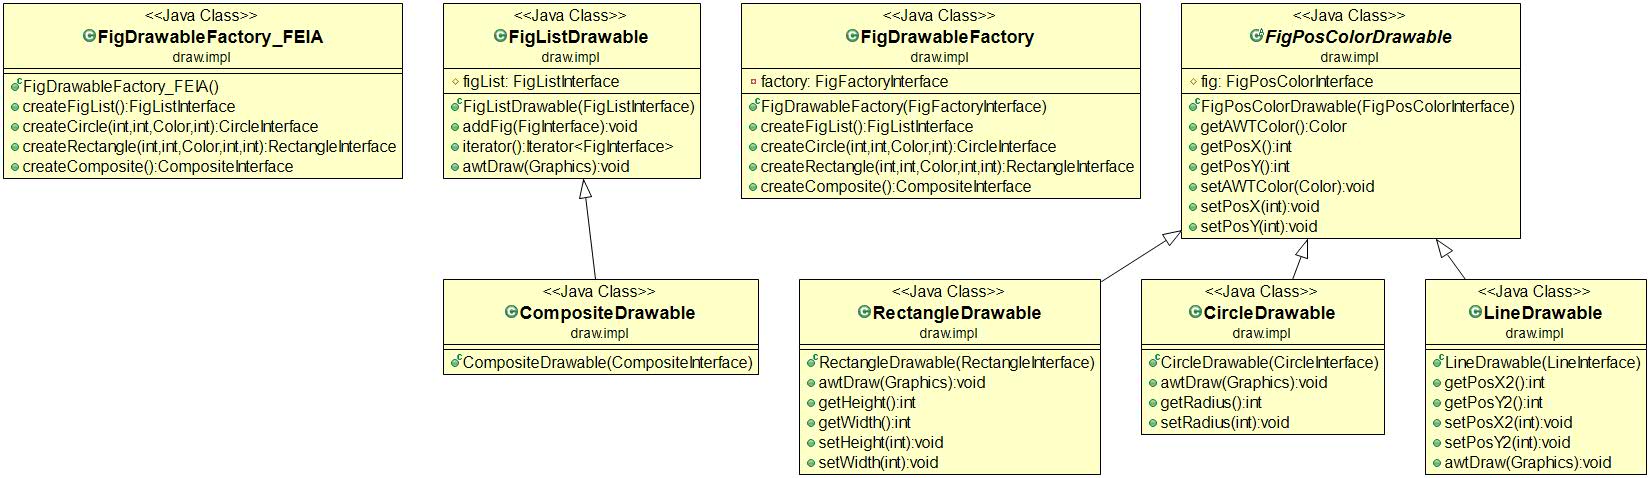 <<Java Class>>
FigDrawableFactory_FEIA
draw.impl
FigDrawableFactory_FEIA()
createFigList():FigListInterface
createCircle(int,int,Color,int):CircleInterface
createRectangle(int,int,Color,int,int):RectangleInterface
createComposite():CompositeInterface
<<Java Class>>
FigListDrawable
draw.impl
figList: FigListInterface
FigListDrawable(FigListInterface)
addFig(FigInterface):void
iterator():Iterator<FigInterface>
awtDraw(Graphics):void
<<Java Class>>
FigDrawableFactory
draw.impl
factory: FigFactoryInterface
FigDrawableFactory(FigFactoryInterface)
createFigList():FigListInterface
createCircle(int,int,Color,int):CircleInterface
createRectangle(int,int,Color,int,int):RectangleInterface
createComposite():CompositeInterface
<<Java Class>>
FigPosColorDrawable
draw.impl
fig: FigPosColorInterface
FigPosColorDrawable(FigPosColorInterface)
getAWTColor():Color
getPosX():int
getPosY():int
setAWTColor(Color):void
setPosX(int):void
setPosY(int):void
<<Java Class>>
CompositeDrawable
draw.impl
CompositeDrawable(CompositeInterface)
<<Java Class>>
RectangleDrawable
draw.impl
RectangleDrawable(RectangleInterface)
awtDraw(Graphics):void
getHeight():int
getWidth():int
setHeight(int):void
setWidth(int):void
<<Java Class>>
CircleDrawable
draw.impl
CircleDrawable(CircleInterface)
awtDraw(Graphics):void
getRadius():int
setRadius(int):void
<<Java Class>>
LineDrawable
draw.impl
LineDrawable(LineInterface)
getPosX2():int
getPosY2():int
setPosX2(int):void
setPosY2(int):void
awtDraw(Graphics):void